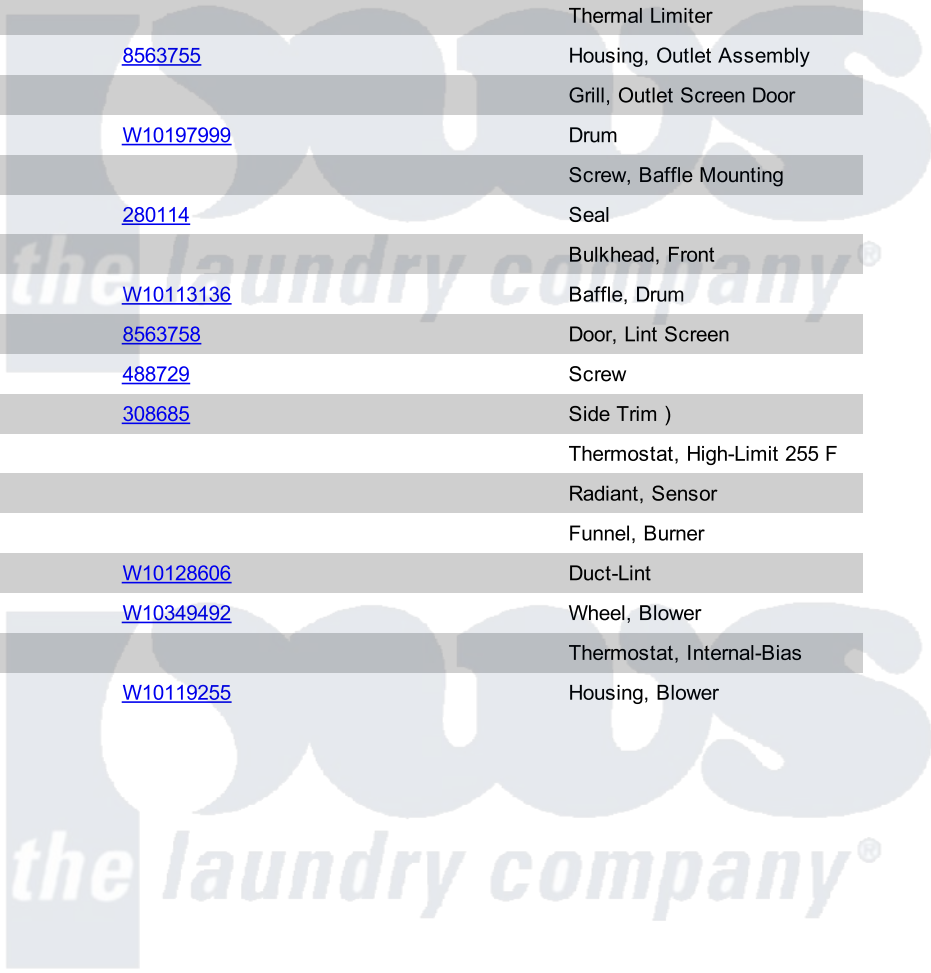 Thermal Limiter
8563755 Housing, Outlet Assembly
Grill, Outlet Screen Door
W10197999 Drum
Screw, Baffle Mounting
280114 Seal
Bulkhead, Front
the laundry company®
W10113136 Baffle, Drum
8563758 Door, Lint Screen
488729 Screw
308685 Side Trim )
Thermostat, High-Limit 255 F
Radiant, Sensor
Funnel, Burner
W10128606 Duct-Lint
W10349492 Wheel, Blower
Thermostat, Internal-Bias
W10119255 Housing, Blower
pws
the laundry company®